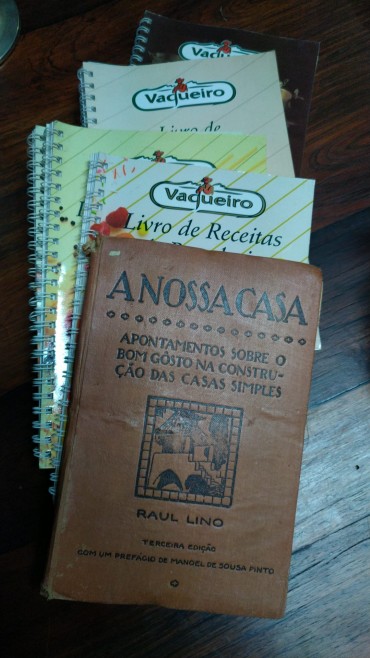 Vaqueiro
Vaqueiro
Livro de
Vaqueiro
Livro de Receitas
A NOSSA CASA
APONTAMENTOS SOBRE O
BOM GÔSTO NA CONSTRU-
ÇÃO DAS CASAS SIMPLES
RAUL LINO
TERCEIRA EDIÇÃO
COM UM PREFÁCIO DE MANOEL DE SOUSA PINTO